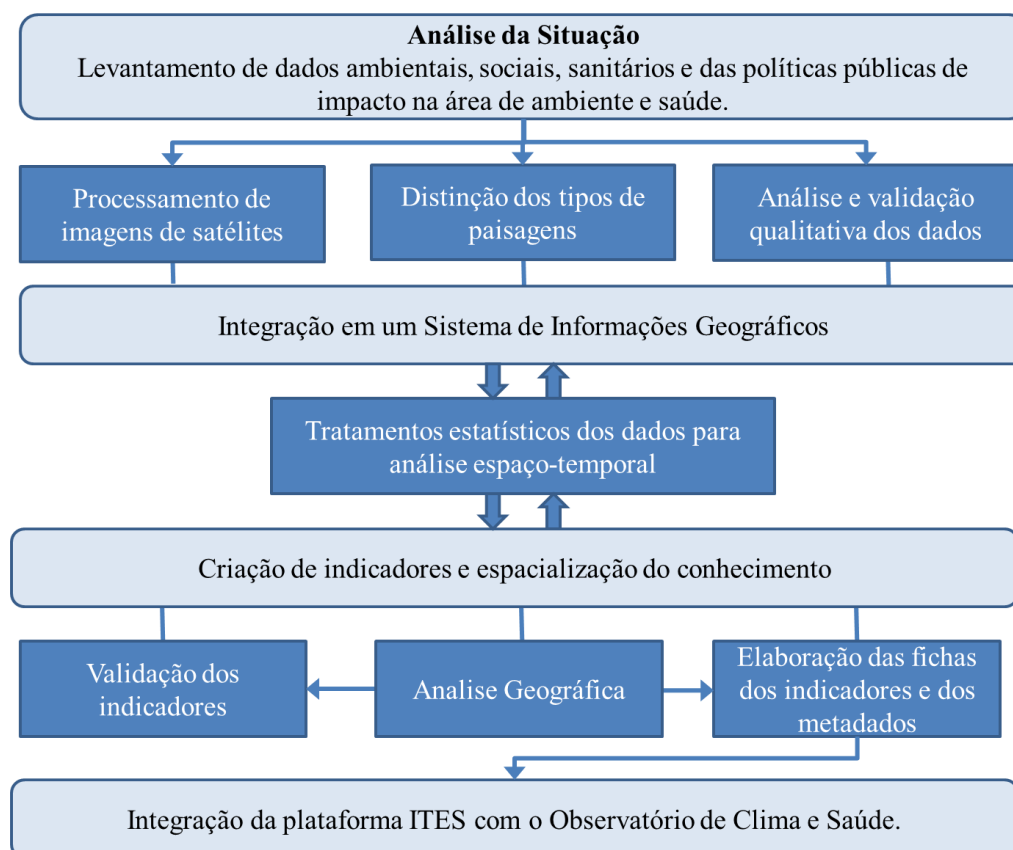 Análise da Situação
Levantamento de dados ambientais, sociais, sanitários e das políticas públicas de
impacto na área de ambiente e saúde.
Processamento de
imagens de satélites
Distinção dos tipos de
paisagens
Análise e validação
qualitativa dos dados
Integração em um Sistema de Informações Geográficos
Tratamentos estatísticos dos dados para
análise espaço-temporal
Criação de indicadores e espacialização do conhecimento
Validação dos
indicadores
Analise Geográfica
Elaboração das fichas
dos indicadores e dos
metadados
Integração da plataforma ITES com o Observatório de Clima e Saúde.